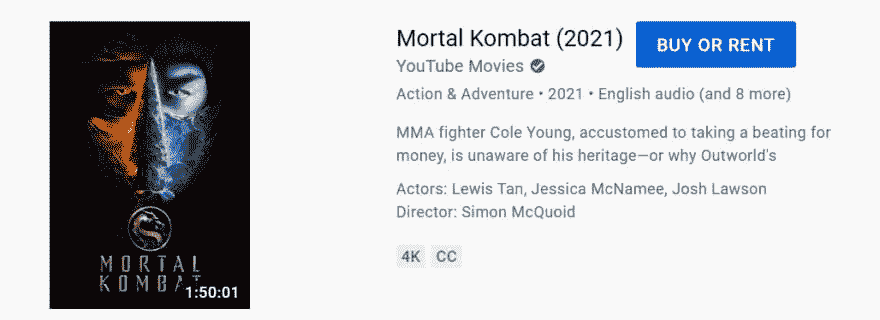 Mortal Kombat (2021)
BUY OR RENT
YouTube Movies
Action & Adventure • 2021 • English audio (and 8 more)
MMA fighter Cole Young, accustomed to taking a beating for
money, is unaware of his heritage—or why Outworld's
Actors: Lewis Tan, Jessica McNamee, Josh Lawson
Director: Simon McQuoid
4K CC
MORTAL
KOMBAT
1:50:01